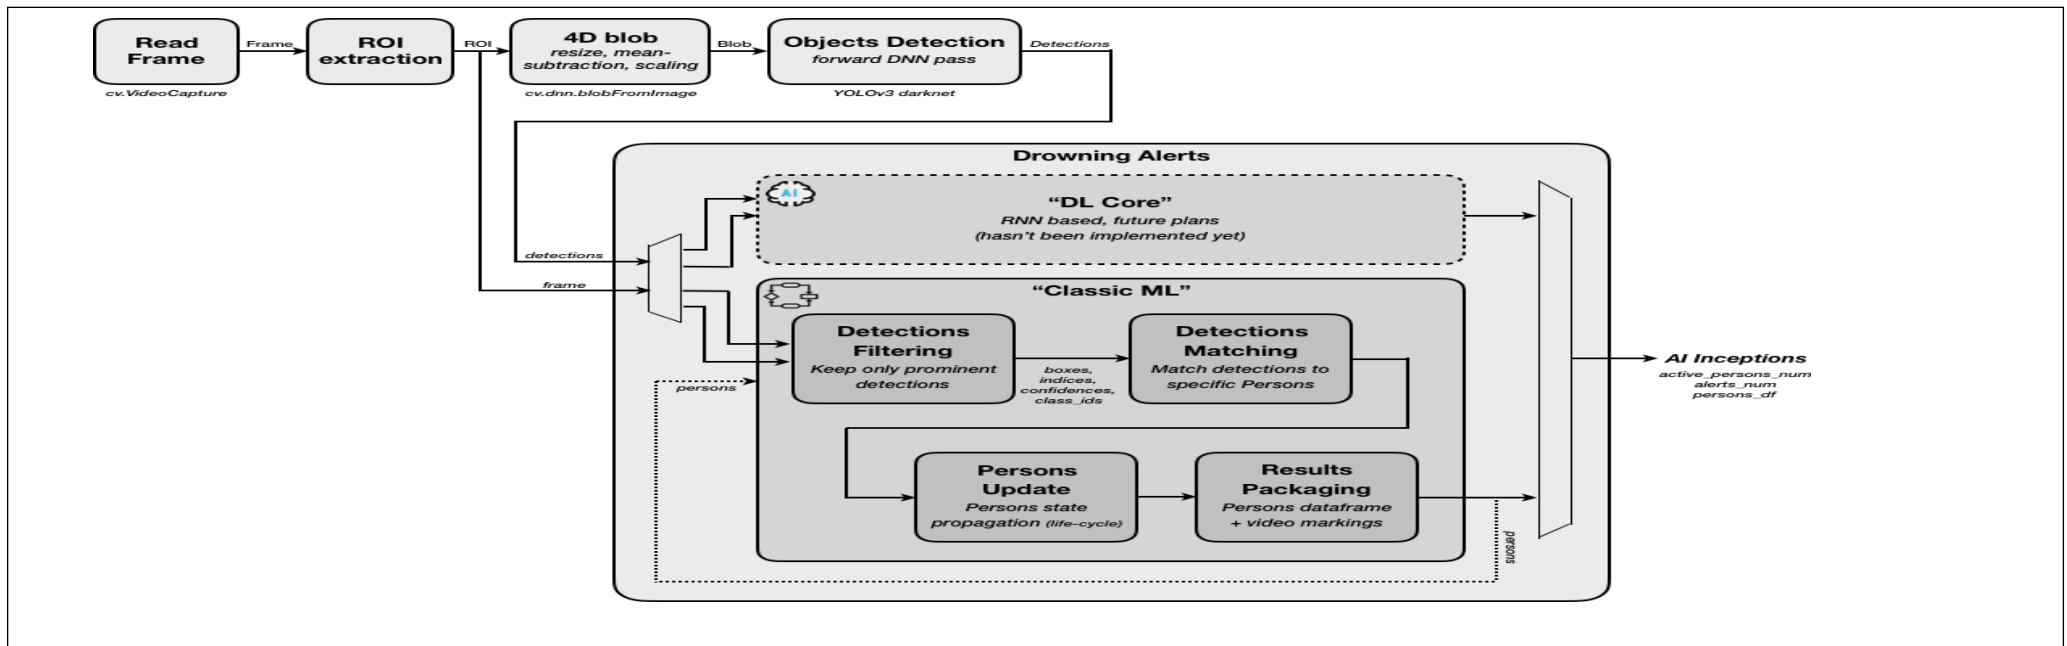 Read
Frame
cv.VideoCapture
Frame
ROI
extraction
ROI
4D blob
resize, mean-
subtraction, scaling
cv.dnn.blobFromImage
Blob
Objects Detection
forward DNN pass
YOLOv3 darknet
Detections
Drowning Alerts
AI
“DL Core”
RNN based, future plans
(hasn’t been implemented yet)
detections
frame
“Classic ML”
Detections
Filtering
Keep only prominent
detections
boxes,
indices,
confidences,
class_ids
Detections
Matching
Match detections to
specific Persons
persons
Persons
Update
Persons state
propagation (life-cycle)
Results
Packaging
Persons dataframe
+ video markings
persons
AI Inceptions
active_persons_num
alerts_num
persons_df